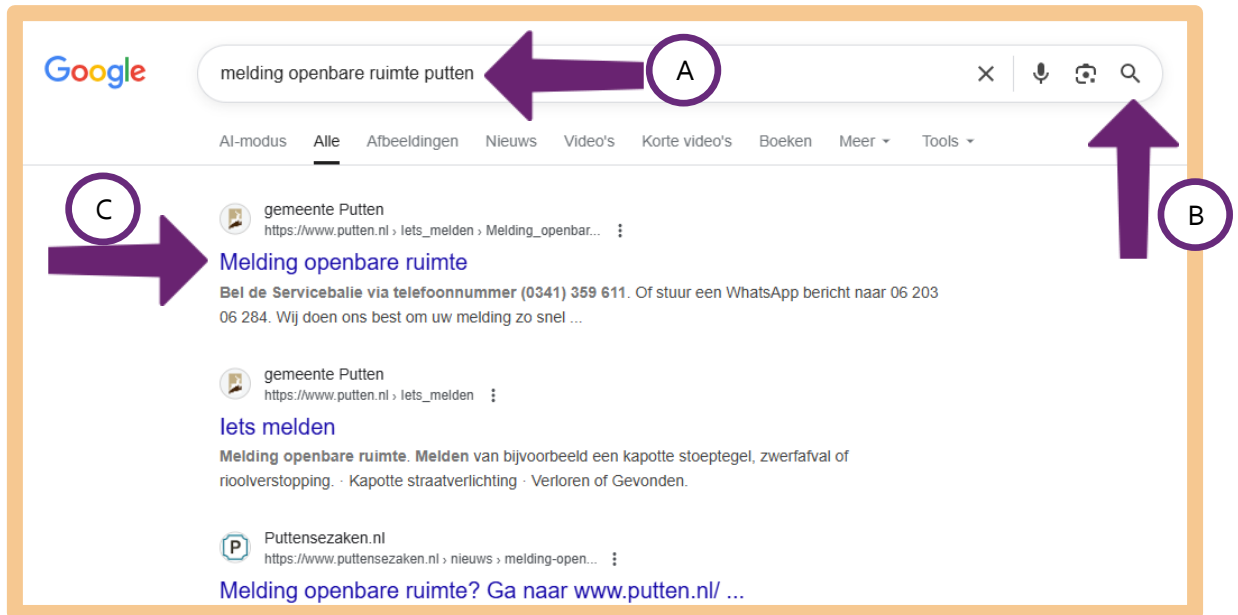 Google
melding openbare ruimte putten
A
AI-modus Alle Afbeeldingen Nieuws Video's Korte video's Boeken Meer Tools
B
C
gemeente Putten
https://www.putten.nl › Iets_melden › Melding_openbar...
Melding openbare ruimte
Bel de Servicebalie via telefoonnummer (0341) 359 611. Of stuur een WhatsApp bericht naar 06 203
06 284. Wij doen ons best om uw melding zo snel ...
gemeente Putten
https://www.putten.nl › Iets_melden
Iets melden
Melding openbare ruimte. Melden van bijvoorbeeld een kapotte stoeptegel, zwerfafval of
rioolverstopping. · Kapotte straatverlichting · Verloren of Gevonden.
P
Puttensezaken.nl
https://www.puttensezaken.nl › nieuws › melding-open...
Melding openbare ruimte? Ga naar www.putten.nl/ ...